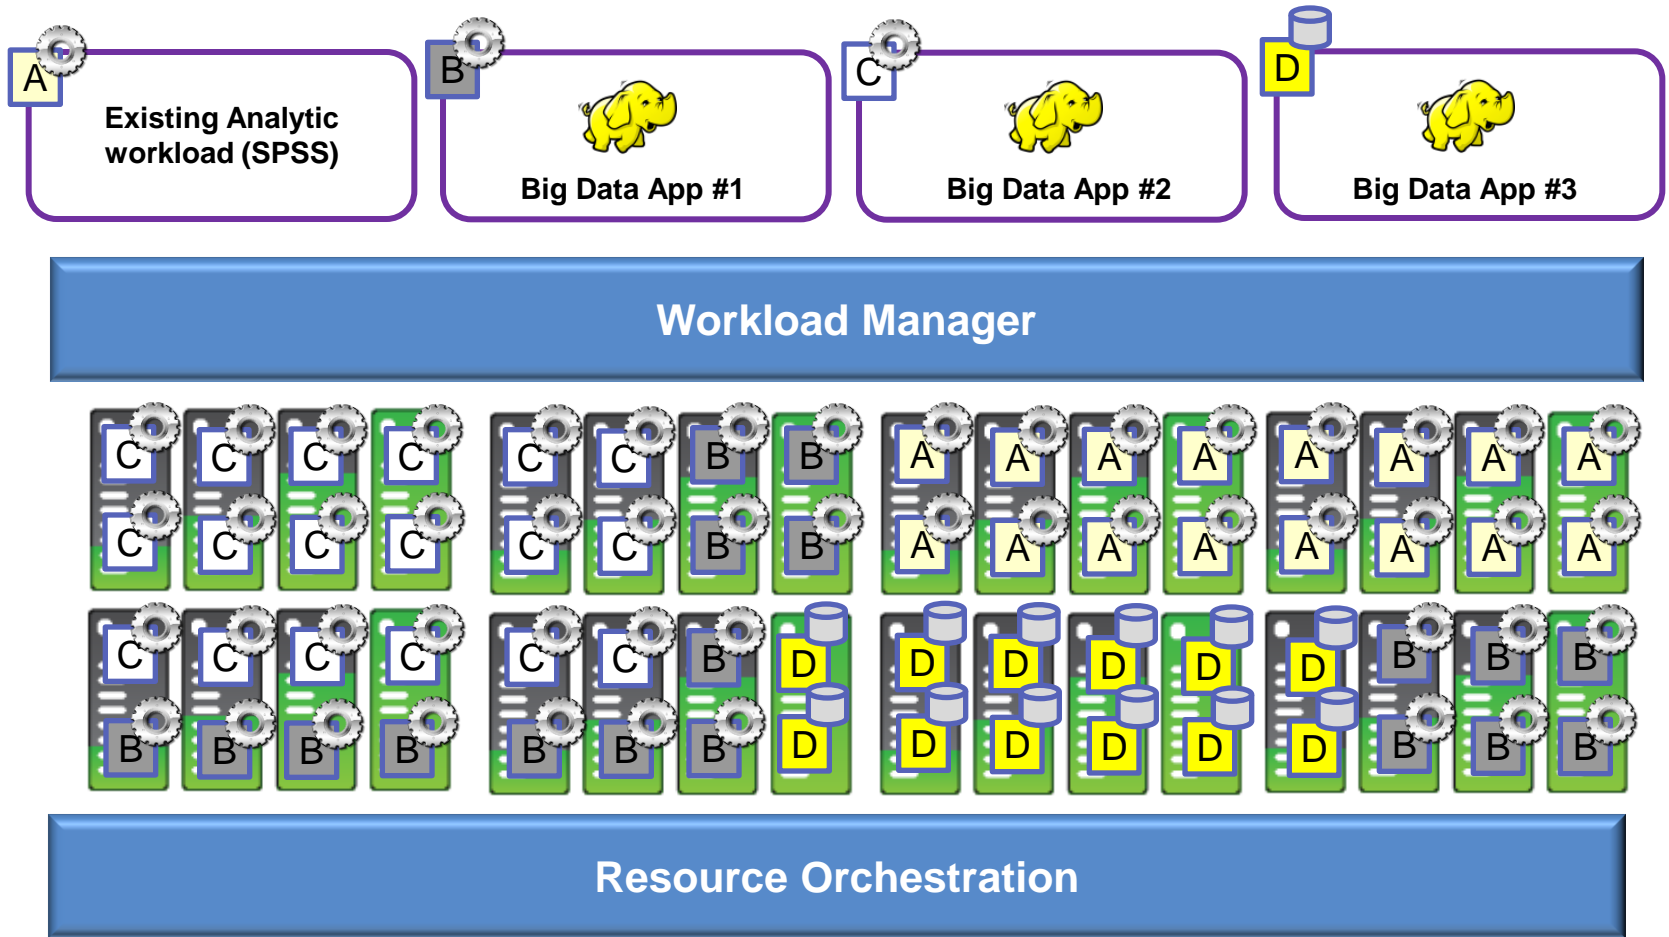 A
B
C
D
Existing Analytic
workload (SPSS)
Big Data App #1
Big Data App #2
Big Data App #3
Workload Manager
C C C C C C B B A A A A A A A A
C C C C C C B B A A A A A A A A
C C C C C C B D D D D D D B B B
B B B B B B B D D D D D D B B B
Resource Orchestration